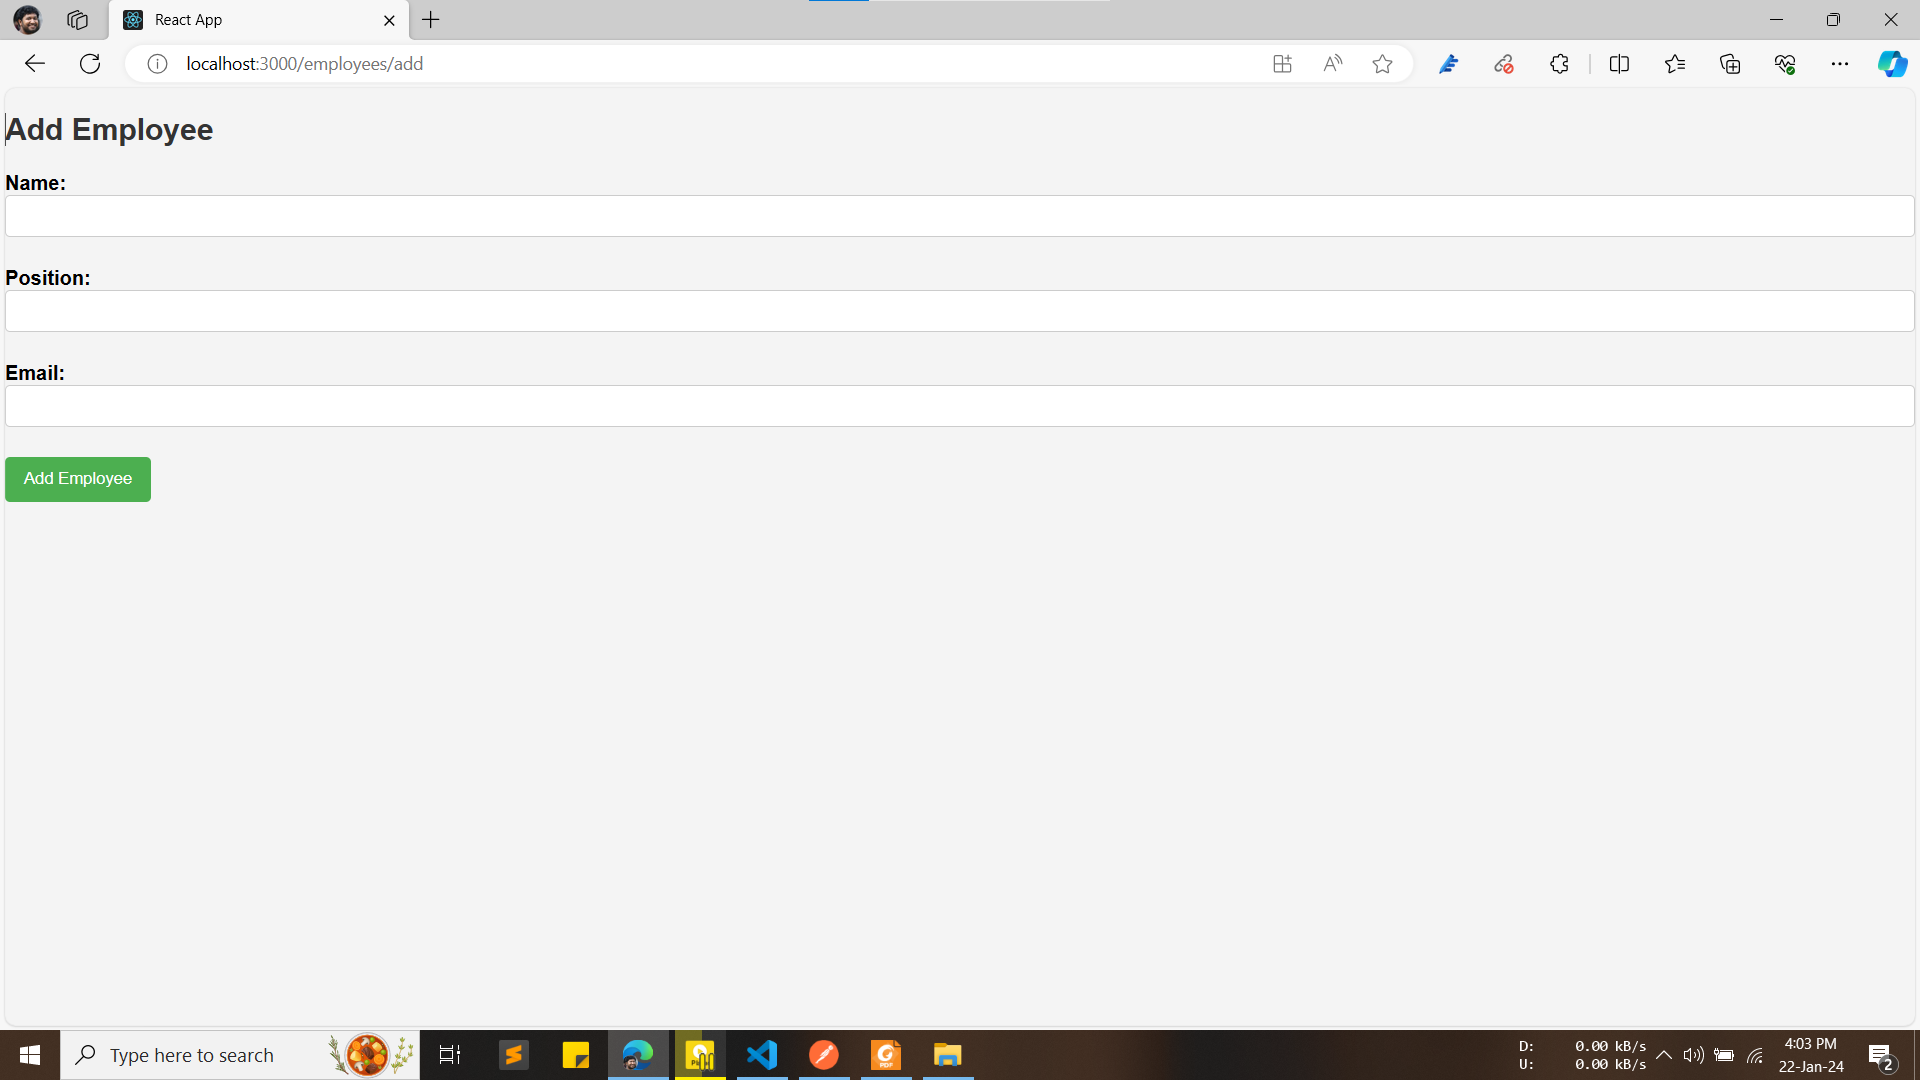 React App
localhost:3000/employees/add
Add Employee
Name:
Position:
Email:
Add Employee
Type here to search
D: 0.00 kB/s
U: 0.00 kB/s
4:03 PM
22-Jan-24
2